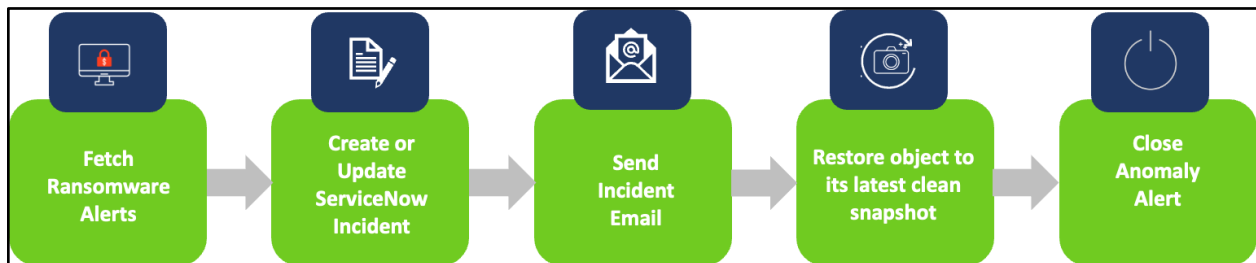 Fetch
Ransomware
Alerts
Create or
Update
ServiceNow
Incident
Send
Incident
Email
Restore object to
its latest clean
snapshot
Close
Anomaly
Alert